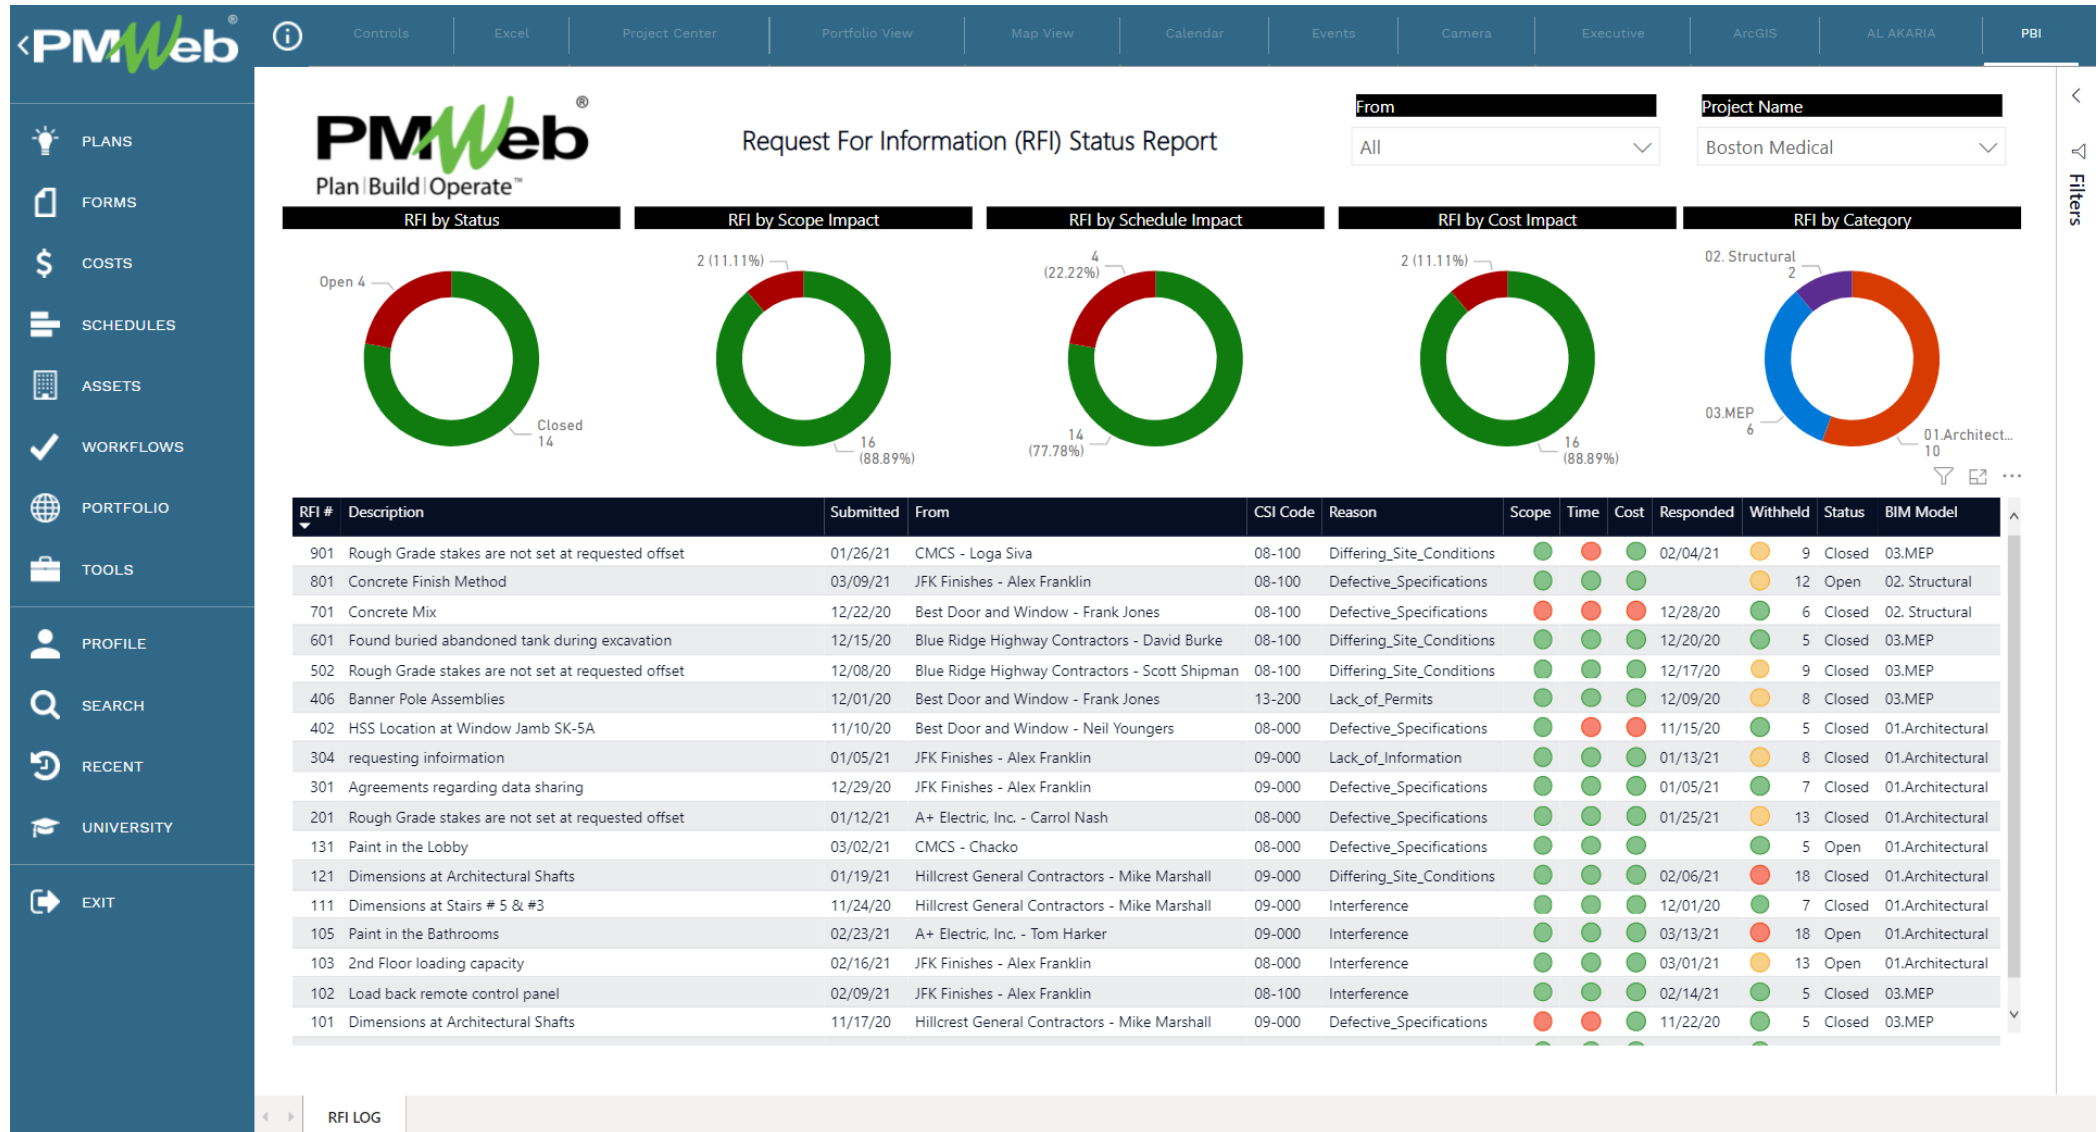 PMWeb®
Controls
Excel
Project Center
Portfolio View
Map View
Calendar
Events
Camera
Executive
ArcGIS
AL AKARIA
PBI
PLANS
FORMS
COSTS
SCHEDULES
ASSETS
WORKFLOWS
PORTFOLIO
TOOLS
PROFILE
SEARCH
RECENT
UNIVERSITY
EXIT
PMWeb®
Plan|Build|Operate™
Request For Information (RFI) Status Report
From
All
Project Name
Boston Medical
Filters
RFI by Status
Open 4
Closed
14
RFI by Scope Impact
2 (11.11%)
16
(88.89%)
RFI by Schedule Impact
4
(22.22%)
14
(77.78%)
RFI by Cost Impact
2 (11.11%)
16
(88.89%)
RFI by Category
02. Structural
2
03.MEP
6
01.Architect...
10
RFI # Description Submitted From CSI Code Reason Scope Time Cost Responded Withheld Status BIM Model
901 Rough Grade stakes are not set at requested offset 01/26/21 CMCS - Loga Siva 08-100 Differing_Site_Conditions 02/04/21 9 Closed 03.MEP
801 Concrete Finish Method 03/09/21 JFK Finishes - Alex Franklin 08-100 Defective_Specifications 12 Open 02. Structural
701 Concrete Mix 12/22/20 Best Door and Window - Frank Jones 08-100 Defective_Specifications 12/28/20 6 Closed 02. Structural
601 Found buried abandoned tank during excavation 12/15/20 Blue Ridge Highway Contractors - David Burke 08-100 Differing_Site_Conditions 12/20/20 5 Closed 03.MEP
502 Rough Grade stakes are not set at requested offset 12/08/20 Blue Ridge Highway Contractors - Scott Shipman 08-100 Differing_Site_Conditions 12/17/20 9 Closed 03.MEP
406 Banner Pole Assemblies 12/01/20 Best Door and Window - Frank Jones 13-200 Lack_of_Permits 12/09/20 8 Closed 03.MEP
402 HSS Location at Window Jamb SK-5A 11/10/20 Best Door and Window - Neil Youngers 08-000 Defective_Specifications 11/15/20 5 Closed 01.Architectural
304 requesting infoirmation 01/05/21 JFK Finishes - Alex Franklin 09-000 Lack_of_Information 01/13/21 8 Closed 01.Architectural
301 Agreements regarding data sharing 12/29/20 JFK Finishes - Alex Franklin 09-000 Defective_Specifications 01/05/21 7 Closed 01.Architectural
201 Rough Grade stakes are not set at requested offset 01/12/21 A+ Electric, Inc. - Carrol Nash 08-000 Defective_Specifications 01/25/21 13 Closed 01.Architectural
131 Paint in the Lobby 03/02/21 CMCS - Chacko 08-000 Defective_Specifications 5 Open 01.Architectural
121 Dimensions at Architectural Shafts 01/19/21 Hillcrest General Contractors - Mike Marshall 09-000 Differing_Site_Conditions 02/06/21 18 Closed 01.Architectural
111 Dimensions at Stairs # 5 & #3 11/24/20 Hillcrest General Contractors - Mike Marshall 09-000 Interference 12/01/20 7 Closed 01.Architectural
105 Paint in the Bathrooms 02/23/21 A+ Electric, Inc. - Tom Harker 09-000 Interference 03/13/21 18 Open 01.Architectural
103 2nd Floor loading capacity 02/16/21 JFK Finishes - Alex Franklin 08-000 Interference 03/01/21 13 Open 01.Architectural
102 Load back remote control panel 02/09/21 JFK Finishes - Alex Franklin 08-100 Interference 02/14/21 5 Closed 03.MEP
101 Dimensions at Architectural Shafts 11/17/20 Hillcrest General Contractors - Mike Marshall 09-000 Defective_Specifications 11/22/20 5 Closed 03.MEP
RFI LOG